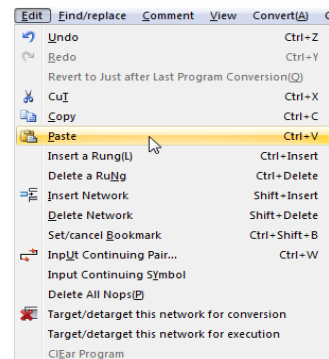 Edit Find/replace Comment View Convert(A)
Undo Ctrl+Z
Redo Ctrl+Y
Revert to Just after Last Program Conversion(O)
CuT Ctrl+X
Copy Ctrl+C
Paste Ctrl+V
Insert a Rung(L) Ctrl+Insert
Delete a RuNg Ctrl+Delete
Insert Network Shift+Insert
Delete Network Shift+Delete
Set/cancel Bookmark Ctrl+Shift+B
InpUt Continuing Pair... Ctrl+W
Input Continuing SYmbol
Delete All Nops(P)
Target/detarget this network for conversion
Target/detarget this network for execution
ClEar Program